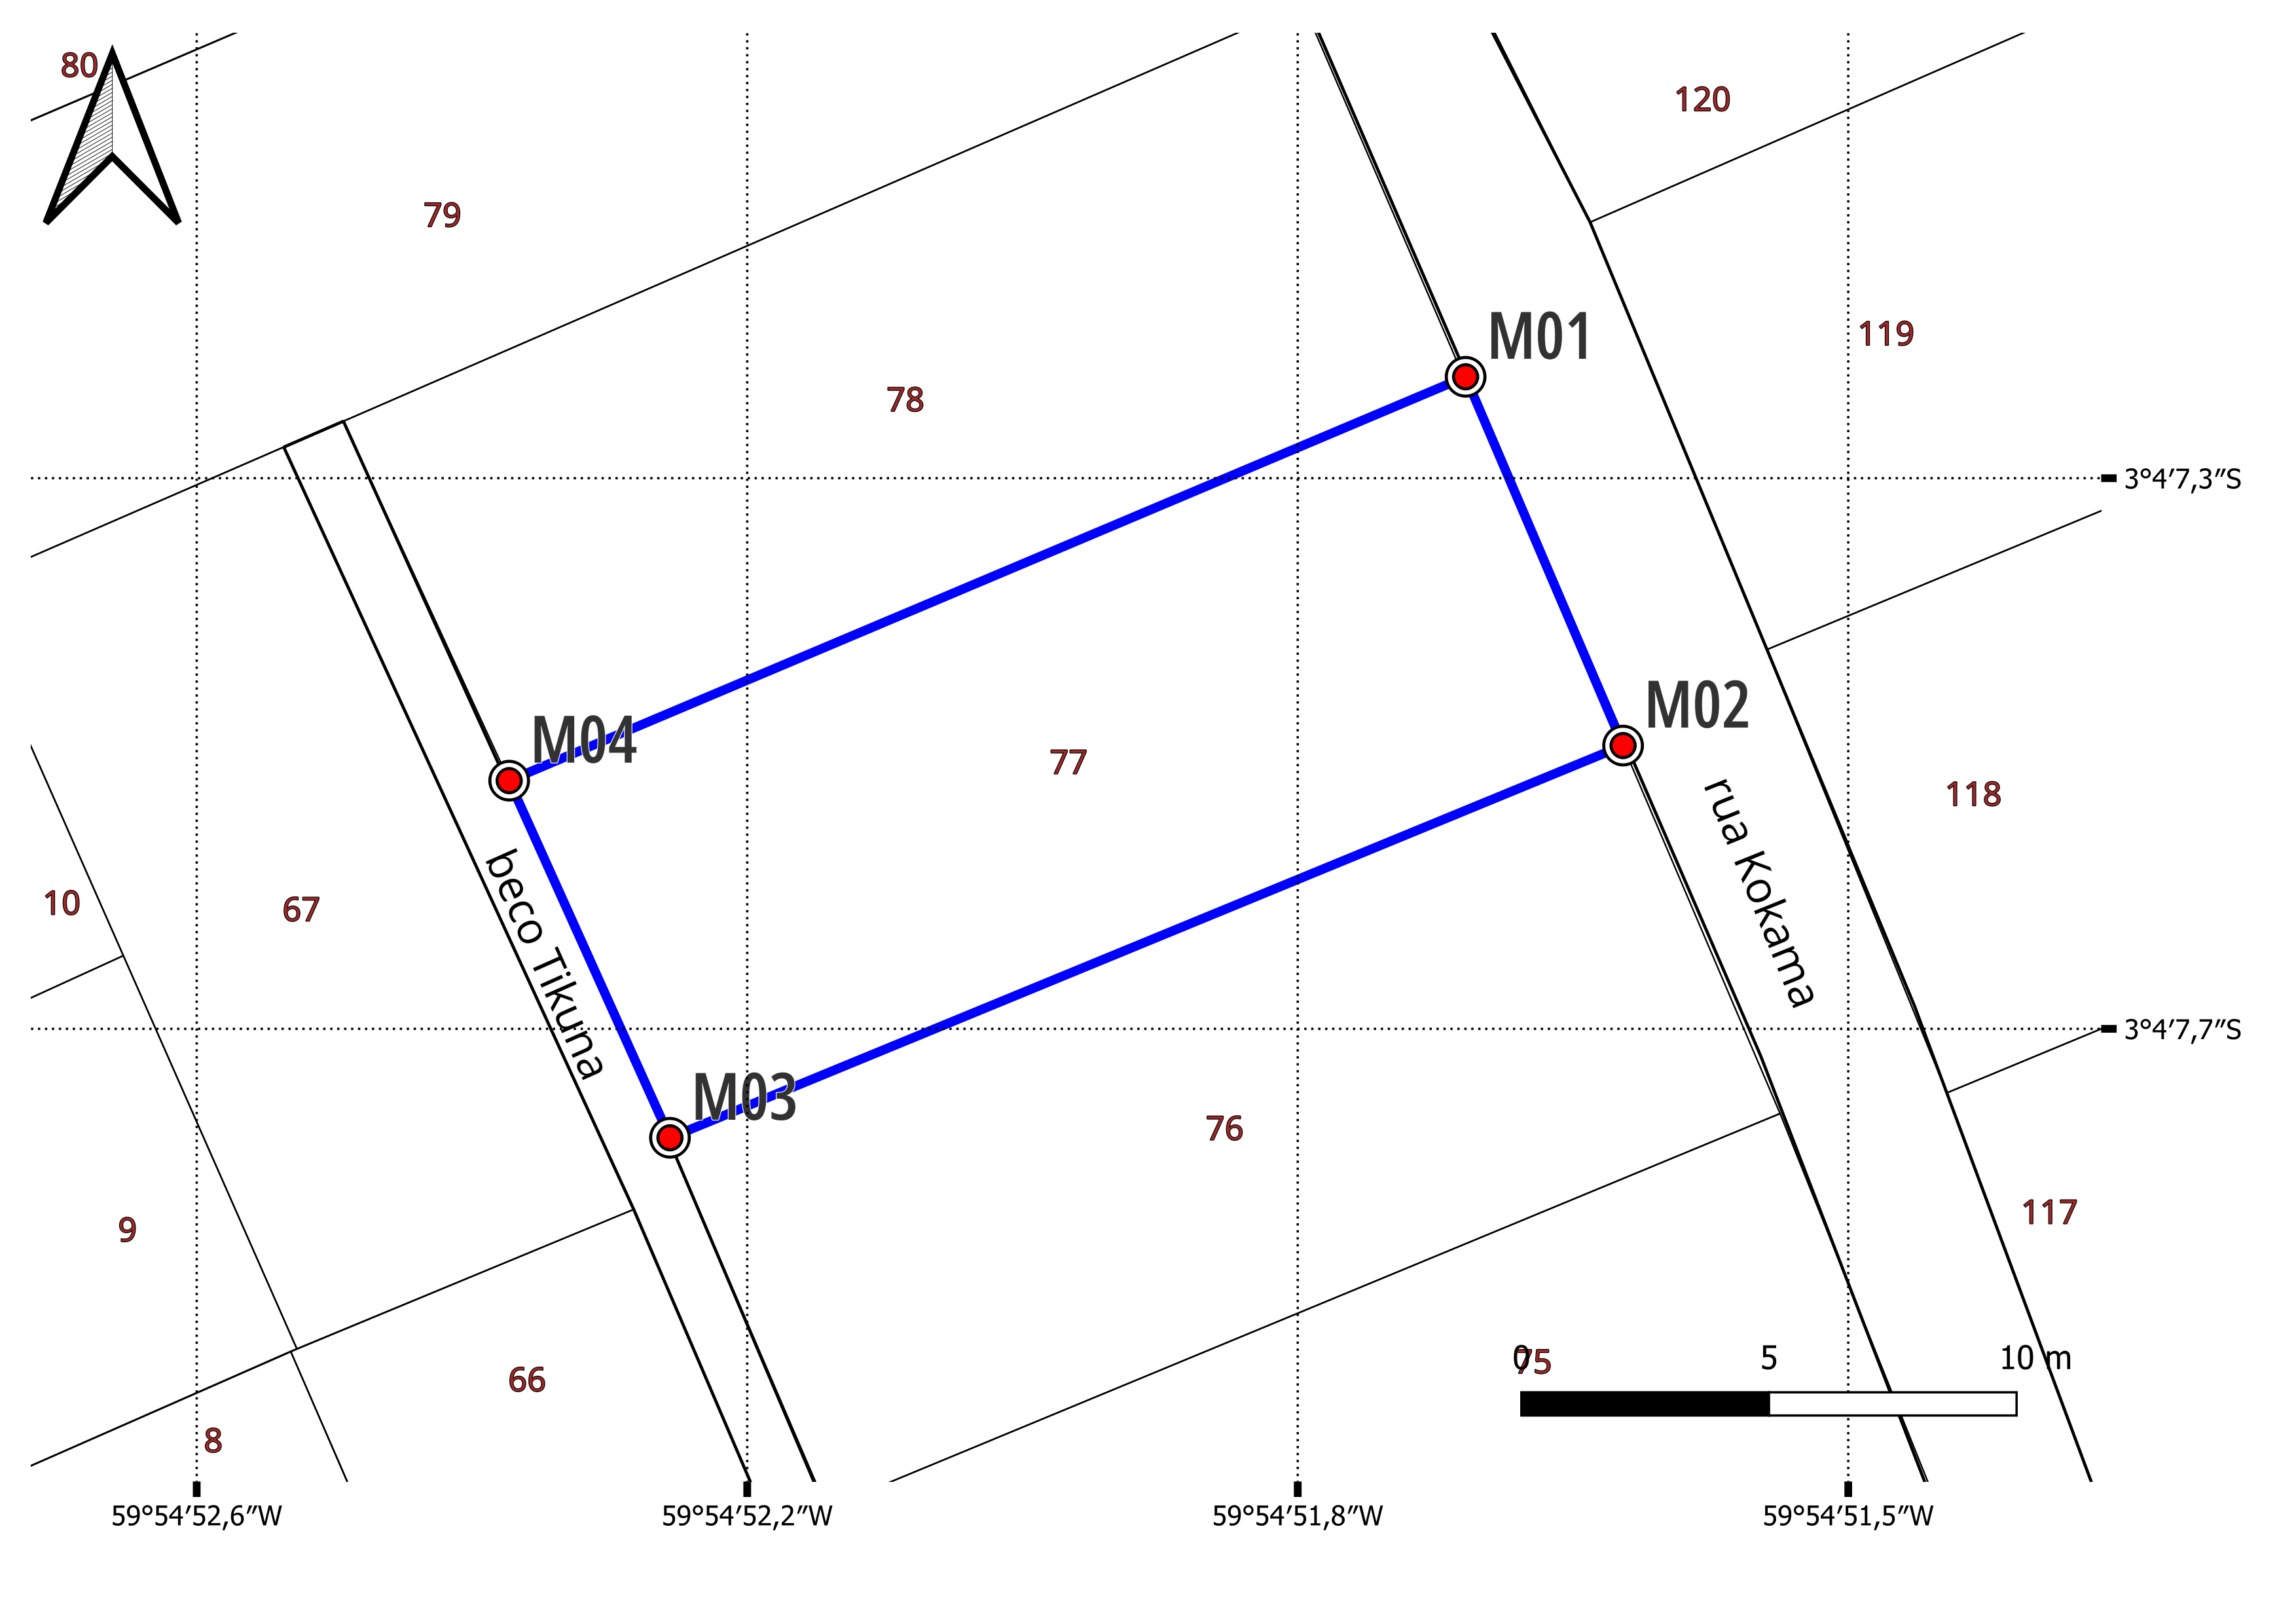 80
120
79
M01
119
78
3°4′7,3″S
M02
M04
77
rua Kokama
118
beco Tikuna
10
67
3°4′7,7″S
M03
76
9
117
0
75
5
10 m
66
8
59°54′52,6″W
59°54′52,2″W
59°54′51,8″W
59°54′51,5″W